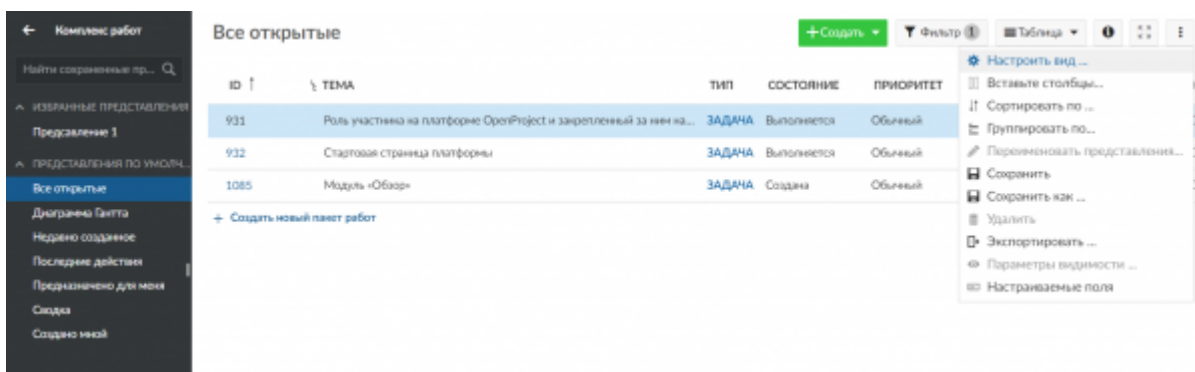 Комплекс работ
Найти сохраненные пр...
ИЗБРАННЫЕ ПРЕДСТАВЛЕНИЯ
Предсавление 1
ПРЕДСТАВЛЕНИЯ ПО УМОЛЧ...
Все открытые
Диаграмма Гантта
Недавно созданное
Последние действия
Предназначено для меня
Сводка
Создано мной
Все открытые
+ Создать
Фильтр 1
Таблица
ID ТЕМА ТИП СОСТОЯНИЕ ПРИОРИТЕТ
931 Роль участника на платформе OpenProject и закрепленный за ним на... ЗАДАЧА Выполняется Обычный
932 Стартовая страница платформы ЗАДАЧА Выполняется Обычный
1085 Модуль «Обзор» ЗАДАЧА Создана Обычный
+ Создать новый пакет работ
Настроить вид ...
Вставьте столбцы...
Сортировать по ...
Группировать по...
Переименовать представления...
Сохранить
Сохранить как ...
Удалить
Экспортировать ...
Параметры видимости ...
Настраиваемые поля